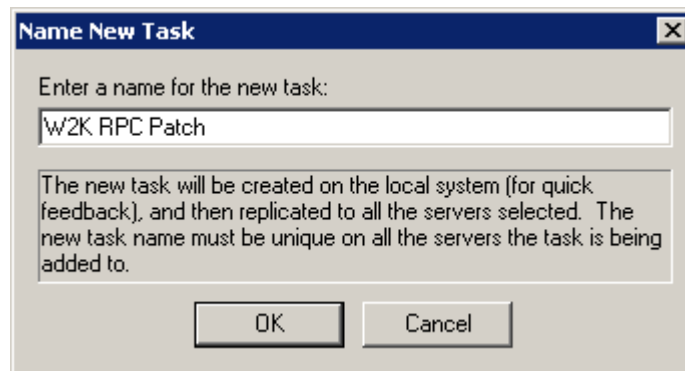 Name New Task
Enter a name for the new task:
W2K RPC Patch
The new task will be created on the local system (for quick
feedback), and then replicated to all the servers selected.  The
new task name must be unique on all the servers the task is being
added to.
OK Cancel